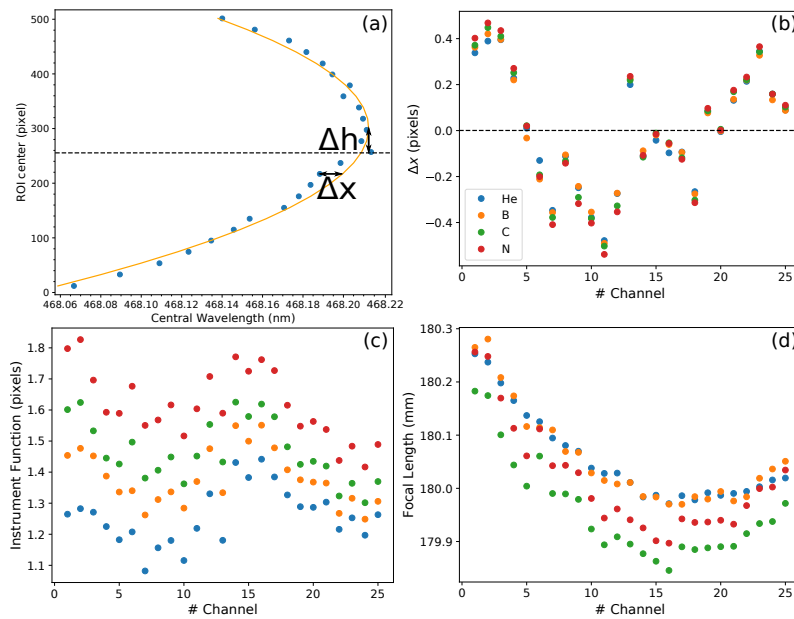 (a)
500
400
300
200
100
0
ROI center (pixel)
Δh
Δx
468.06 468.08 468.10 468.12 468.14 468.16 468.18 468.20 468.22
Central Wavelength (nm)
(b)
0.4
0.2
0.0
−0.2
−0.4
Δx (pixels)
He
B
C
N
0 5 10 15 20 25
# Channel
(c)
1.8
1.7
1.6
1.5
1.4
1.3
1.2
1.1
Instrument Function (pixels)
0 5 10 15 20 25
# Channel
(d)
180.3
180.2
180.1
180.0
179.9
Focal Length (mm)
0 5 10 15 20 25
# Channel